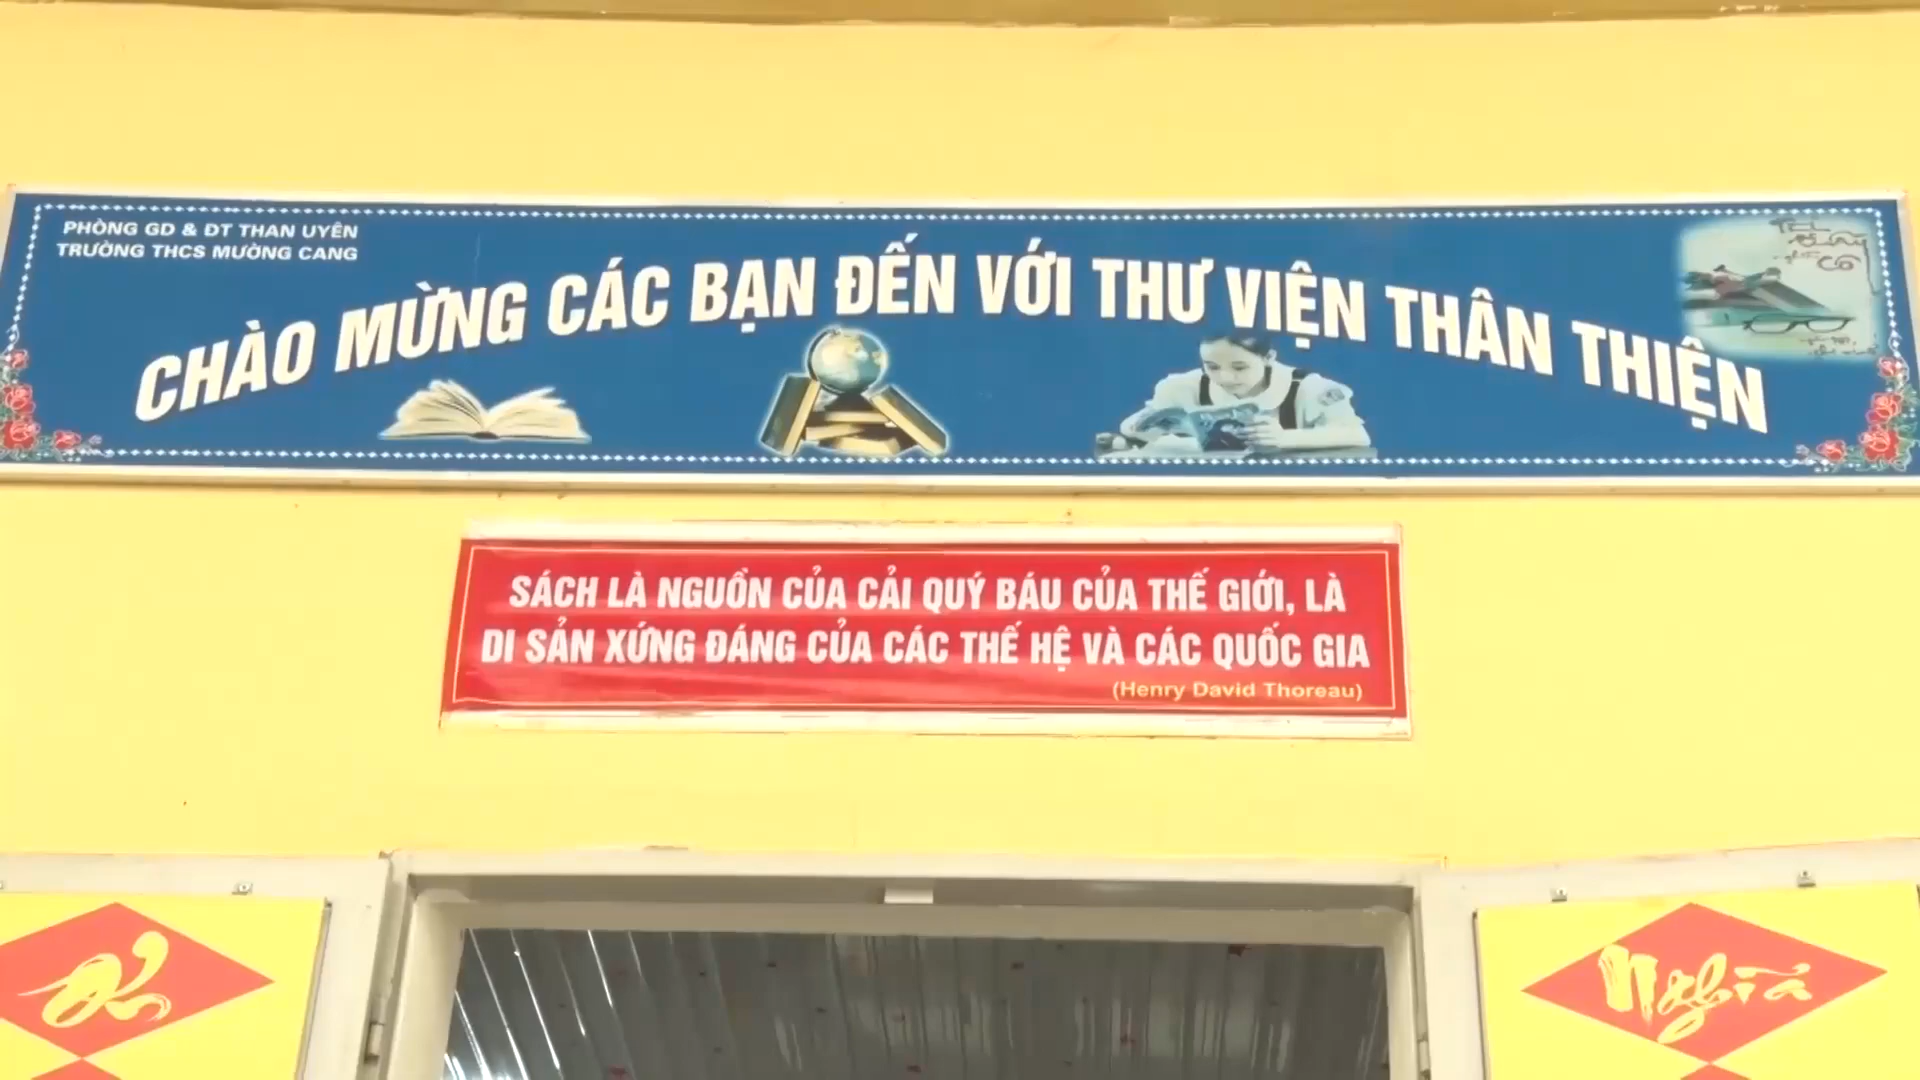 PHÒNG GD & ĐT THAN UYÊN
TRƯỜNG THCS MƯỜNG CANG
CHÀO MỪNG CÁC BẠN ĐẾN VỚI THƯ VIỆN THÂN THIỆN
SÁCH LÀ NGUỒN CỦA CẢI QUÝ BÁU CỦA THẾ GIỚI, LÀ
DI SẢN XỨNG ĐÁNG CỦA CÁC THẾ HỆ VÀ CÁC QUỐC GIA
(Henry David Thoreau)
Nghĩa